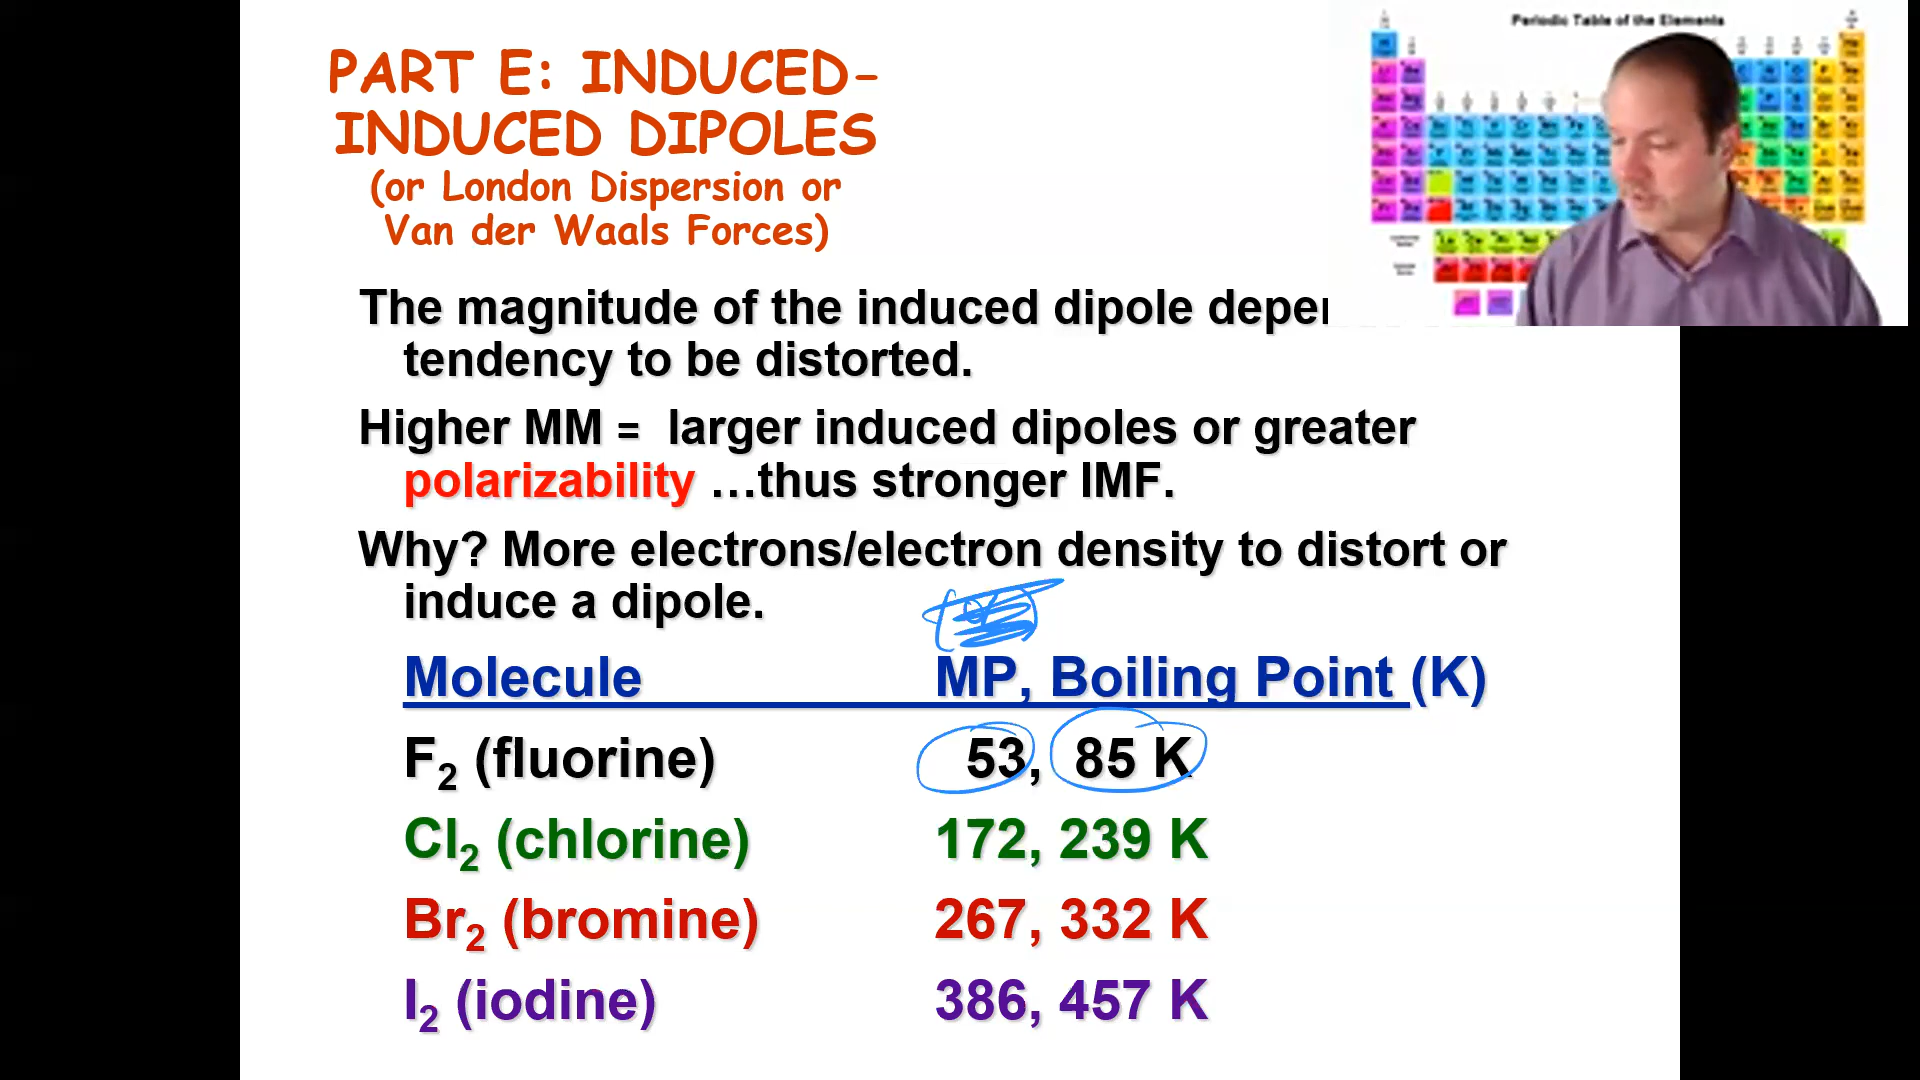 PART E: INDUCED-
INDUCED DIPOLES
(or London Dispersion or
Van der Waals Forces)
Periodic Table of the Elements
The magnitude of the induced dipole depen
tendency to be distorted.
Higher MM = larger induced dipoles or greater
polarizability …thus stronger IMF.
Why? More electrons/electron density to distort or
induce a dipole.
Molecule MP, Boiling Point (K)
F₂ (fluorine) 53, 85 K
Cl₂ (chlorine) 172, 239 K
Br₂ (bromine) 267, 332 K
I₂ (iodine) 386, 457 K